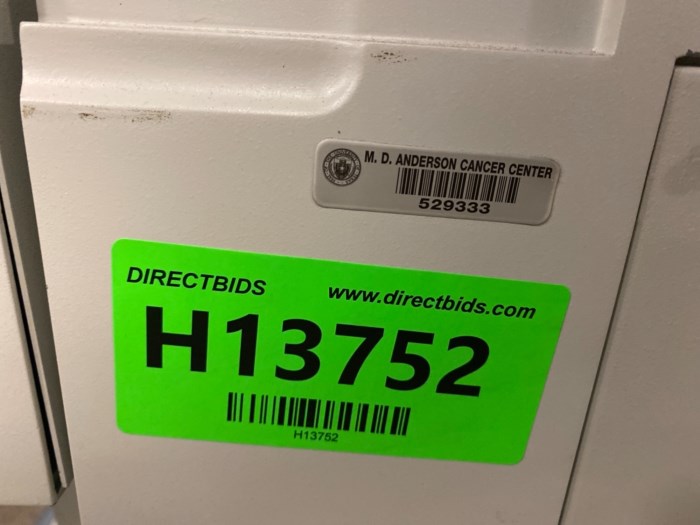 M. D. ANDERSON CANCER CENTER
529333
DIRECTBIDS www.directbids.com
H13752
H13752